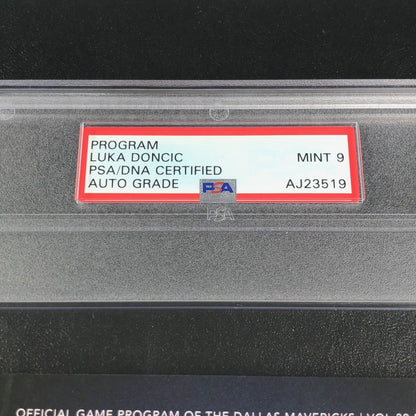 PROGRAM
LUKA DONCIC MINT 9
PSA/DNA CERTIFIED
AUTO GRADE PSA AJ23519
PSA
OFFICIAL GAME PROGRAM OF THE DALLAS MAVERICKS | VOL